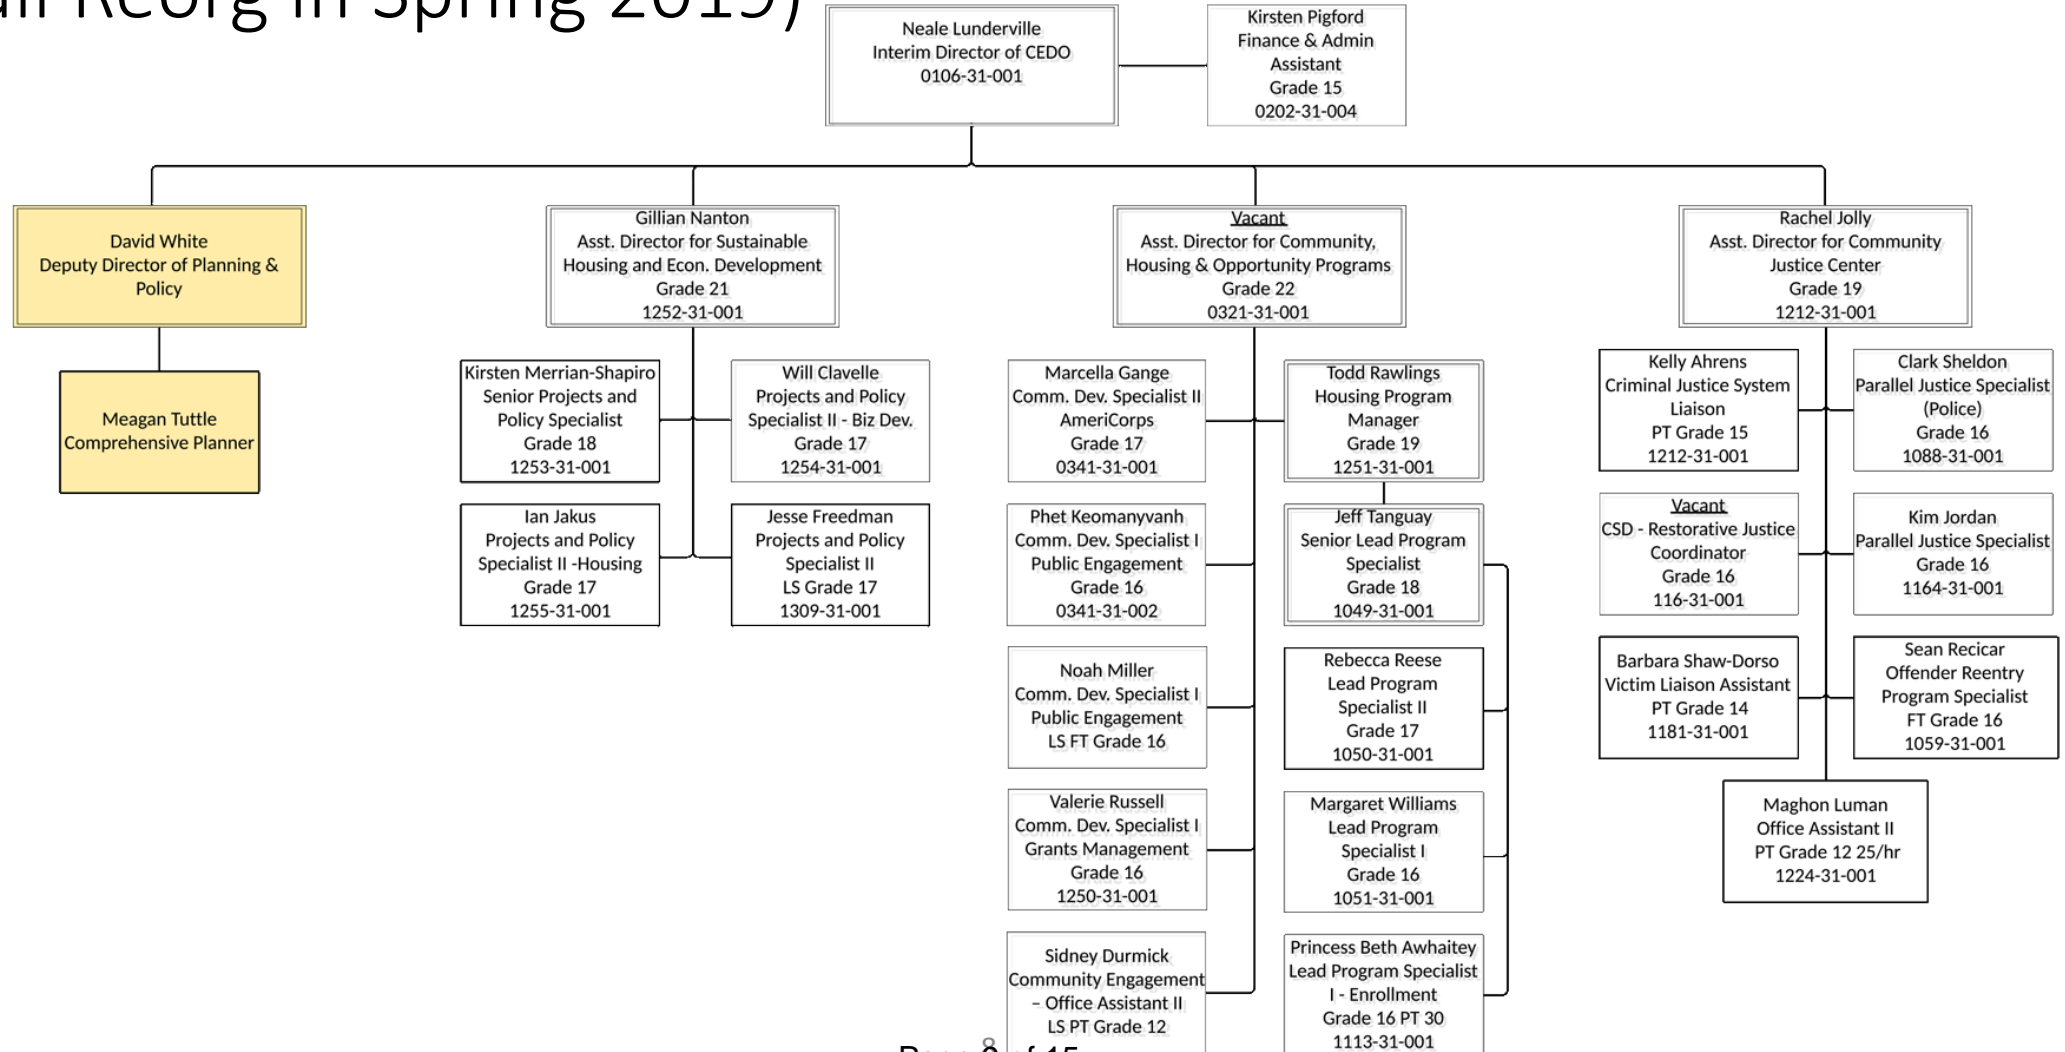 Reorg in Spring 2019)
Neale Lunderville
Interim Director of CEDO
0106-31-001
Kirsten Pigford
Finance & Admin
Assistant
Grade 15
0202-31-004
David White
Deputy Director of Planning &
Policy
Meagan Tuttle
Comprehensive Planner
Gillian Nanton
Asst. Director for Sustainable
Housing and Econ. Development
Grade 21
1252-31-001
Kirsten Merrian-Shapiro
Senior Projects and
Policy Specialist
Grade 18
1253-31-001
Will Clavelle
Projects and Policy
Specialist II - Biz Dev.
Grade 17
1254-31-001
Ian Jakus
Projects and Policy
Specialist II -Housing
Grade 17
1255-31-001
Jesse Freedman
Projects and Policy
Specialist II
LS Grade 17
1309-31-001
Vacant
Asst. Director for Community,
Housing & Opportunity Programs
Grade 22
0321-31-001
Marcella Gange
Comm. Dev. Specialist II
AmeriCorps
Grade 17
0341-31-001
Todd Rawlings
Housing Program
Manager
Grade 19
1251-31-001
Phet Keomanyvanh
Comm. Dev. Specialist I
Public Engagement
Grade 16
0341-31-002
Jeff Tanguay
Senior Lead Program
Specialist
Grade 18
1049-31-001
Noah Miller
Comm. Dev. Specialist I
Public Engagement
LS FT Grade 16
Rebecca Reese
Lead Program
Specialist II
Grade 17
1050-31-001
Valerie Russell
Comm. Dev. Specialist I
Grants Management
Grade 16
1250-31-001
Margaret Williams
Lead Program
Specialist I
Grade 16
1051-31-001
Sidney Durmick
Community Engagement
– Office Assistant II
LS PT Grade 12
Princess Beth Awhaitey
Lead Program Specialist
I - Enrollment
Grade 16 PT 30
1113-31-001
Rachel Jolly
Asst. Director for Community
Justice Center
Grade 19
1212-31-001
Kelly Ahrens
Criminal Justice System
Liaison
PT Grade 15
1212-31-001
Clark Sheldon
Parallel Justice Specialist
(Police)
Grade 16
1088-31-001
Vacant
CSD - Restorative Justice
Coordinator
Grade 16
116-31-001
Kim Jordan
Parallel Justice Specialist
Grade 16
1164-31-001
Barbara Shaw-Dorso
Victim Liaison Assistant
PT Grade 14
1181-31-001
Sean Recicar
Offender Reentry
Program Specialist
FT Grade 16
1059-31-001
Maghon Luman
Office Assistant II
PT Grade 12 25/hr
1224-31-001
8
Page of 15